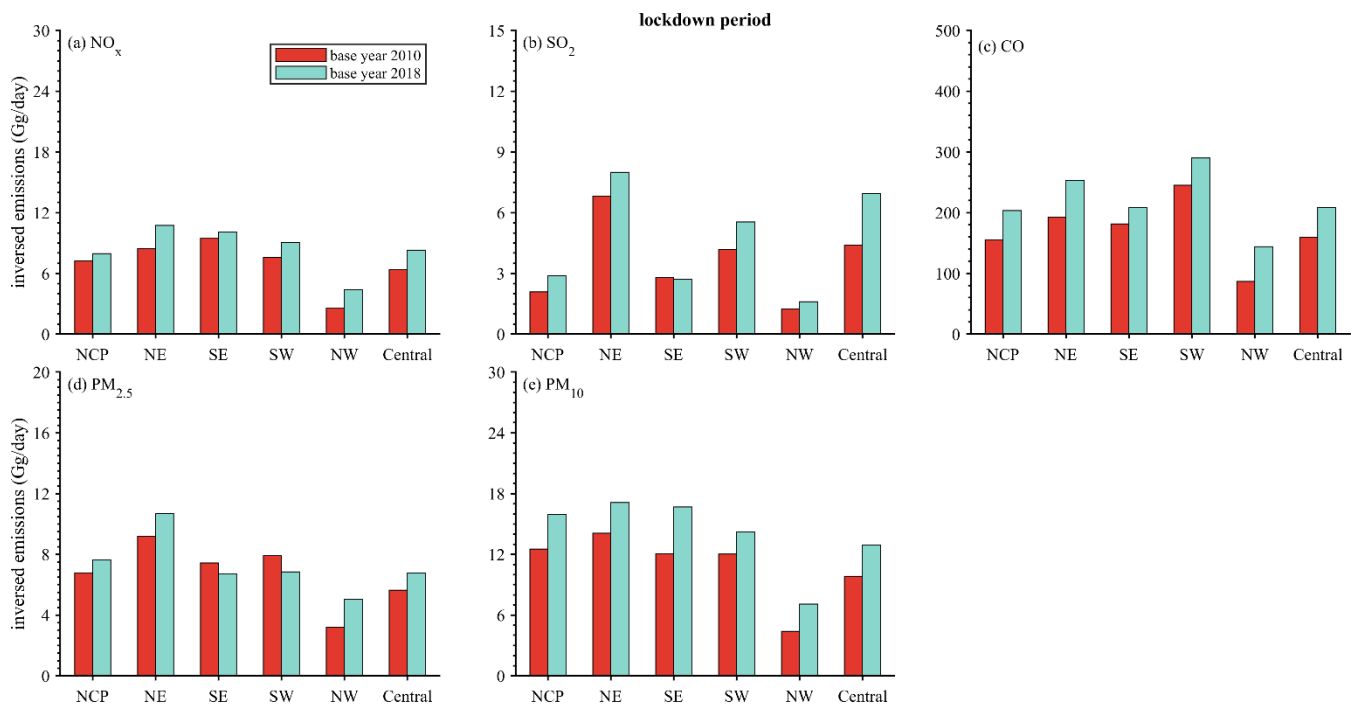 lockdown period
(a) NOx
base year 2010
base year 2018
inversed emissions (Gg/day)
30
24
18
12
6
0
NCP NE SE SW NW Central
(b) SO2
15
12
9
6
3
0
NCP NE SE SW NW Central
(c) CO
500
400
300
200
100
0
NCP NE SE SW NW Central
(d) PM2.5
inversed emissions (Gg/day)
20
16
12
8
4
0
NCP NE SE SW NW Central
(e) PM10
30
24
18
12
6
0
NCP NE SE SW NW Central